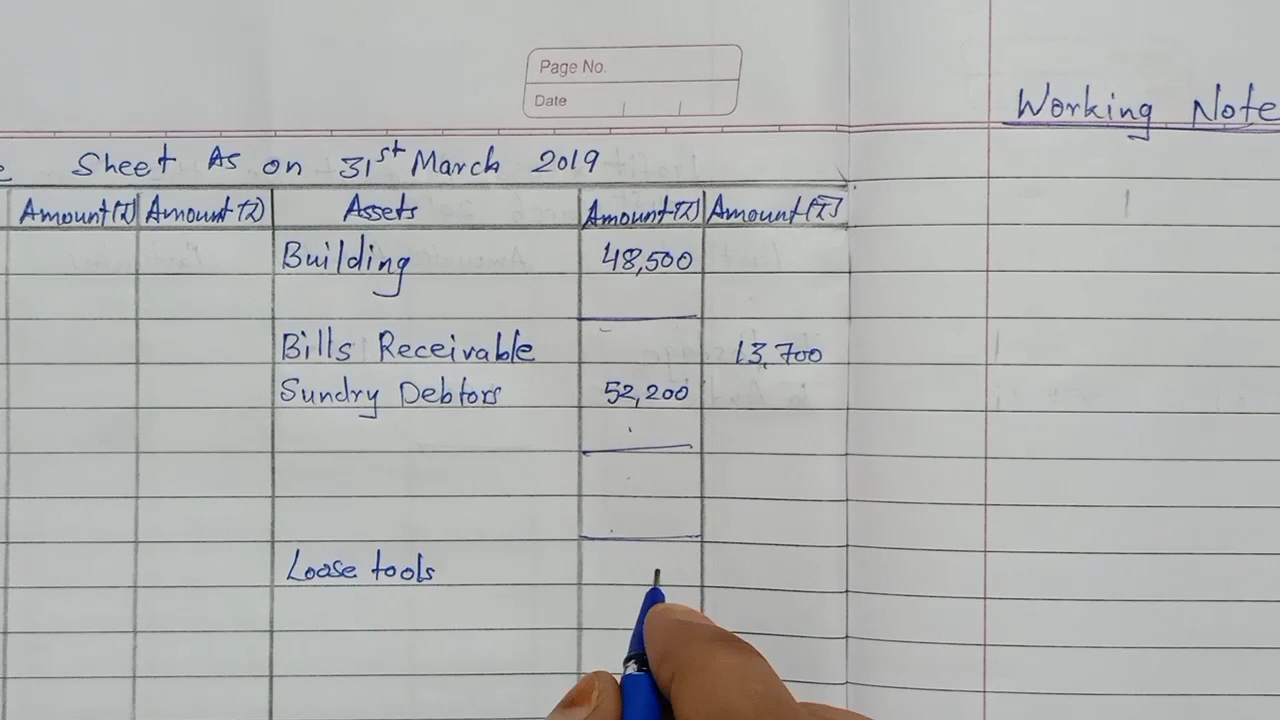 Page No.
Date
Working Note
Sheet As on 31st March 2019
Amount(₹) Amount(₹) Assets Amount(₹) Amount(₹)
Building 48,500
Bills Receivable 13,700
Sundry Debtors 52,200
Loose tools